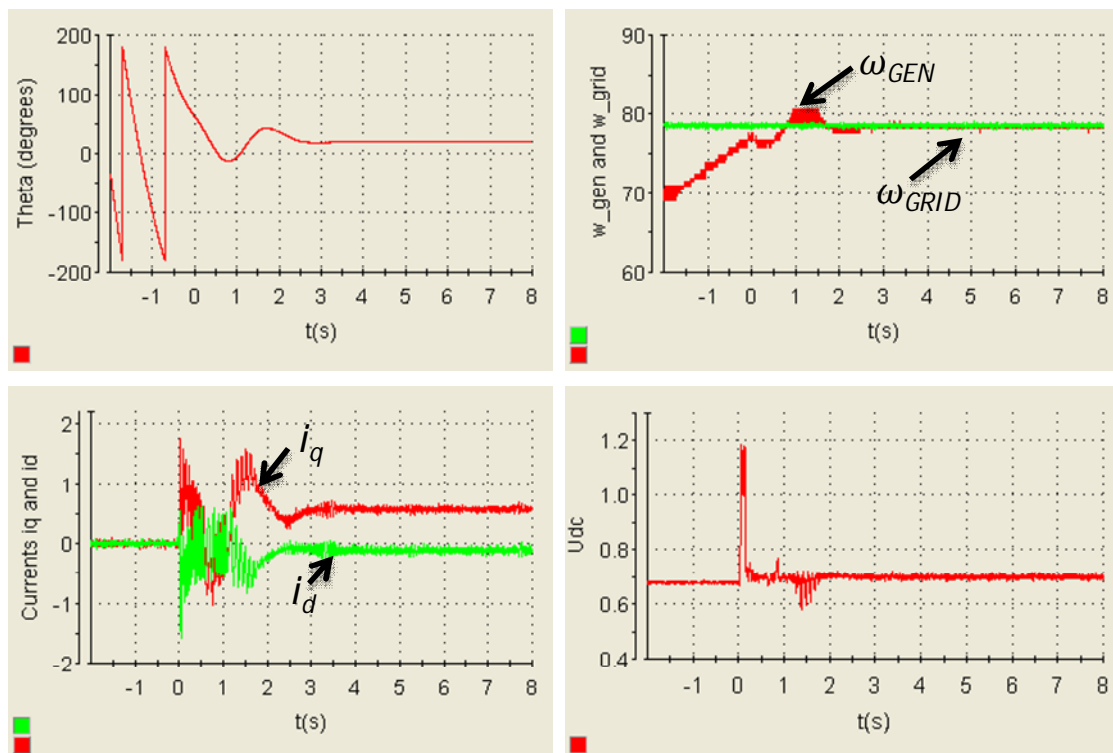 200
100
0
-100
-200
Theta (degrees)
-1 0 1 2 3 4 5 6 7 8
t(s)
90
80
70
60
w_gen and w_grid
ωGEN
ωGRID
-1 0 1 2 3 4 5 6 7 8
t(s)
2
1
0
-1
-2
Currents iq and id
iq
id
-1 0 1 2 3 4 5 6 7 8
t(s)
1.2
1.0
0.8
0.6
0.4
Udc
-1 0 1 2 3 4 5 6 7 8
t(s)